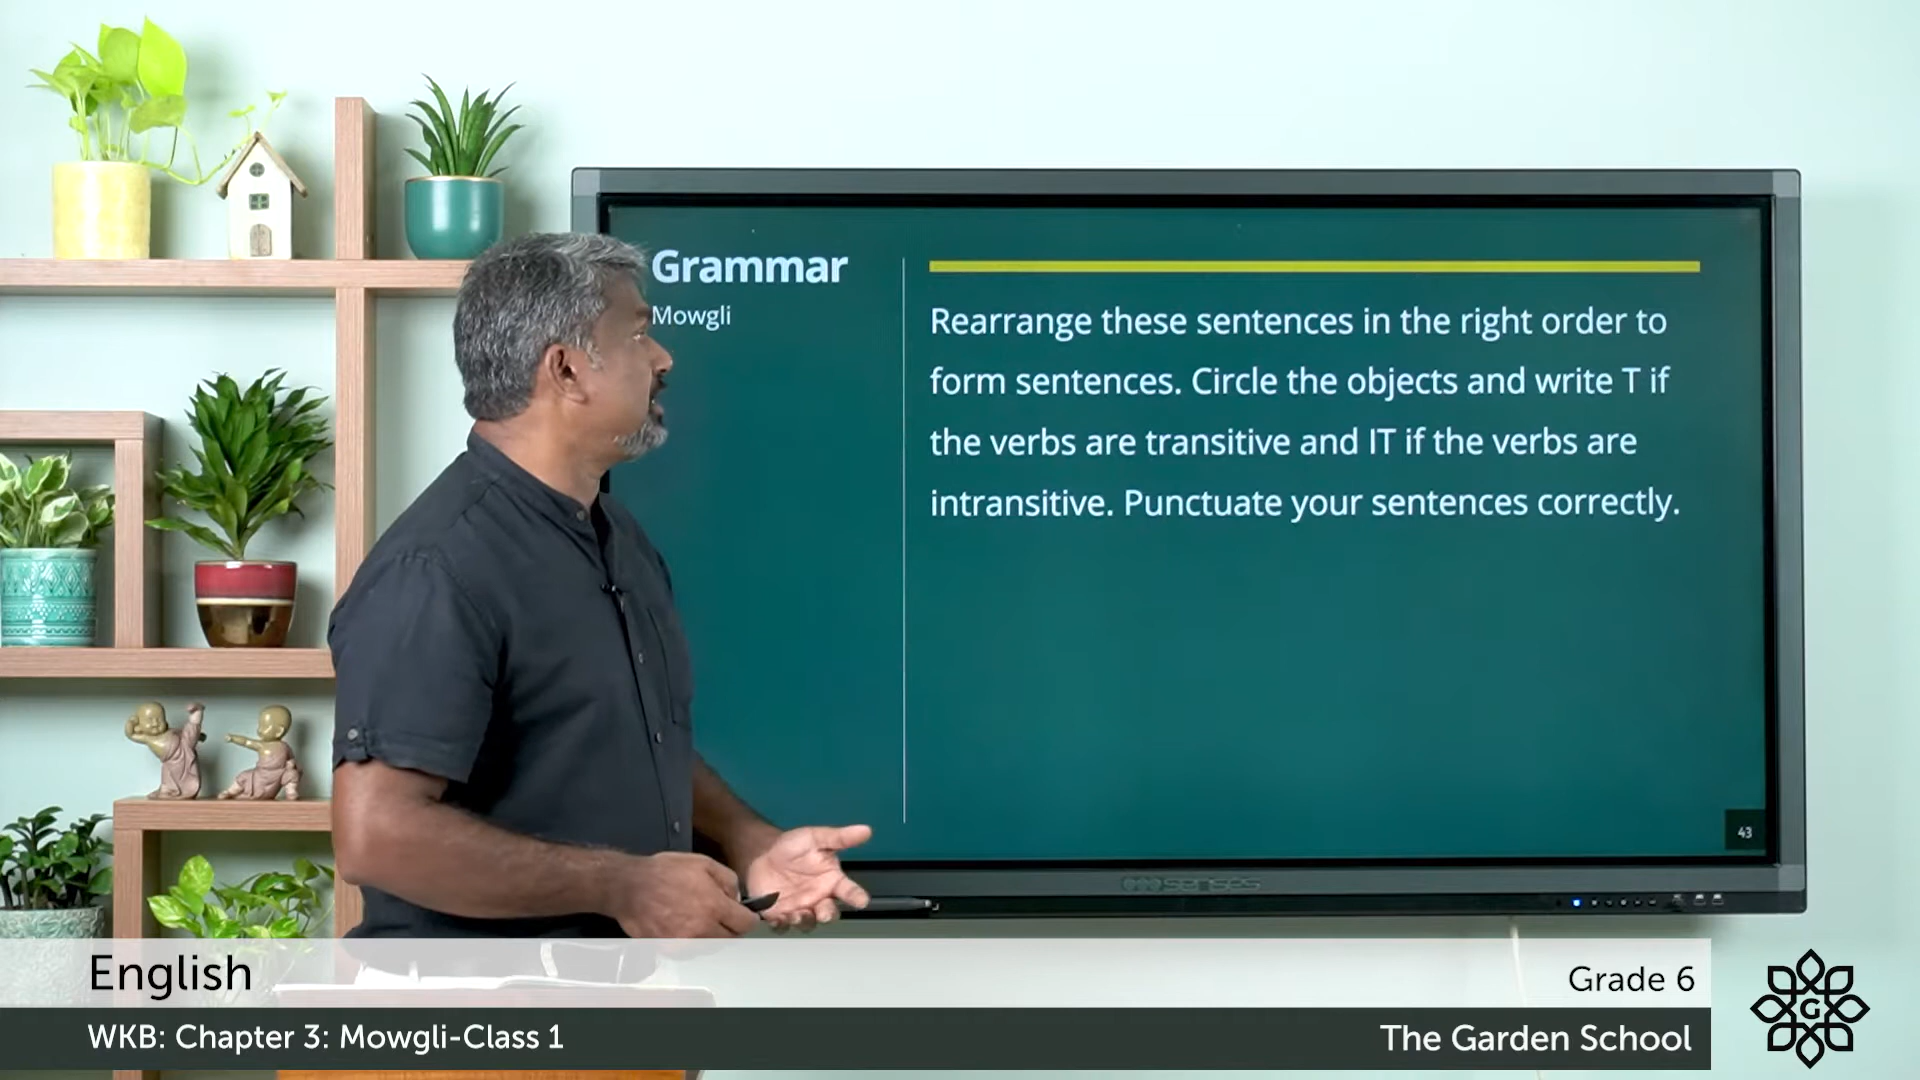 Grammar
Mowgli
Rearrange these sentences in the right order to
form sentences. Circle the objects and write T if
the verbs are transitive and IT if the verbs are
intransitive. Punctuate your sentences correctly.
43
senses
English
Grade 6
WKB: Chapter 3: Mowgli-Class 1
The Garden School
G